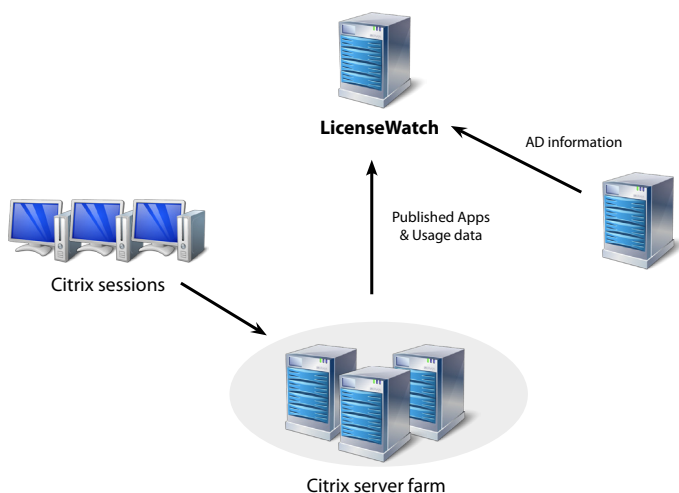 LicenseWatch
AD information
Published Apps
& Usage data
Citrix sessions
Citrix server farm